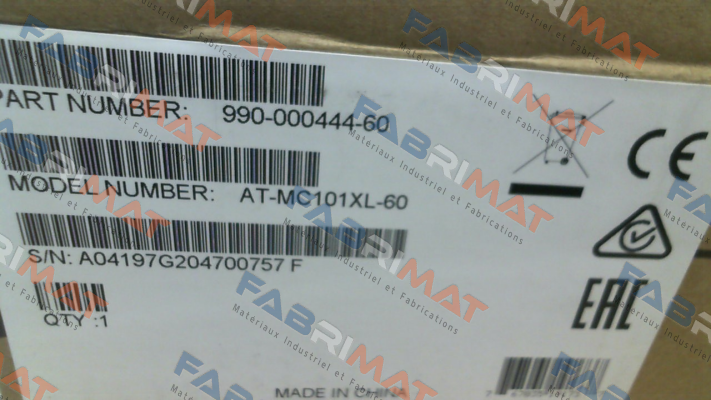 PART NUMBER: 990-000444-60
MODEL NUMBER: AT-MC101XL-60
S/N: A04197G204700757 F
QTY :1
MADE IN CHINA
CE
EAC
FABRIMAT
Matériaux Industriel et Fabrications